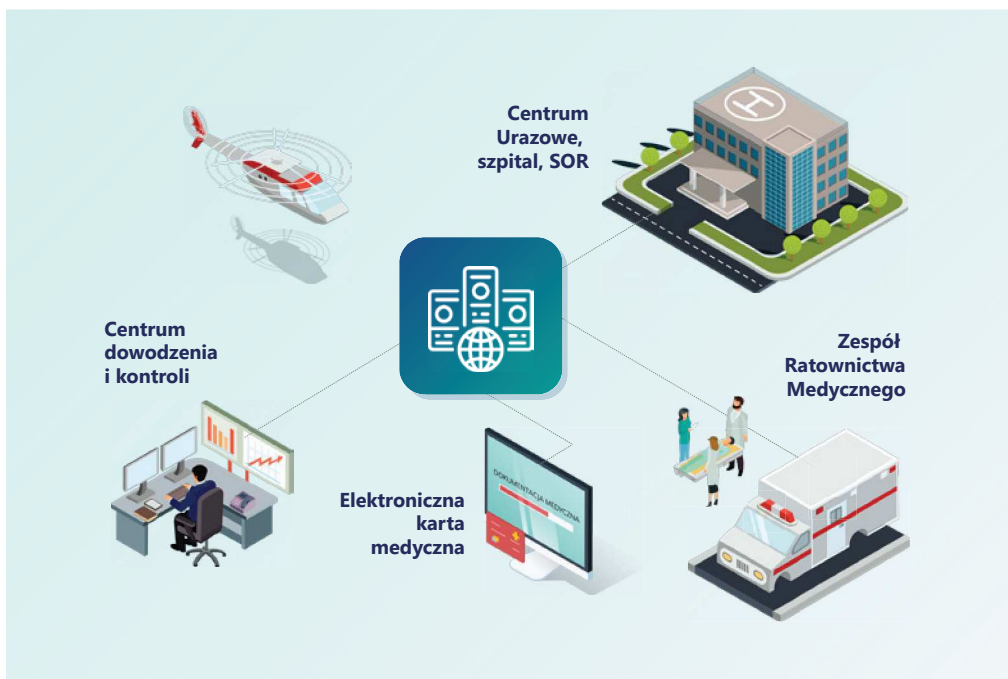 Centrum
Urazowe,
szpital, SOR
H
Centrum
dowodzenia
i kontroli
Zespół
Ratownictwa
Medycznego
DOKUMENTACJA MEDYCZNA
Elektroniczna
karta
medyczna